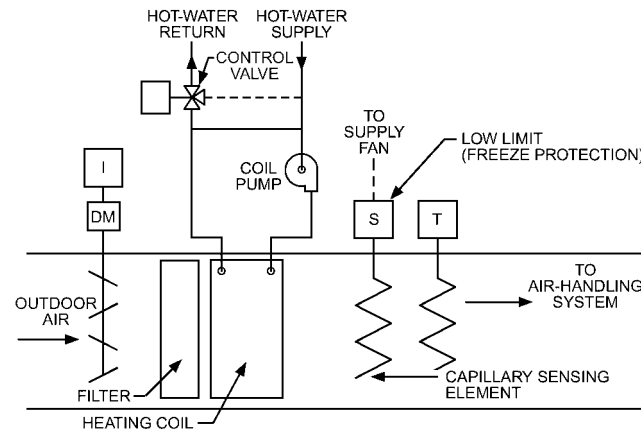 HOT-WATER
RETURN
HOT-WATER
SUPPLY
CONTROL
VALVE
TO
SUPPLY
FAN
LOW LIMIT
(FREEZE PROTECTION)
COIL
PUMP
I
DM
S
T
OUTDOOR
AIR
TO
AIR-HANDLING
SYSTEM
FILTER
HEATING COIL
CAPILLARY SENSING
ELEMENT